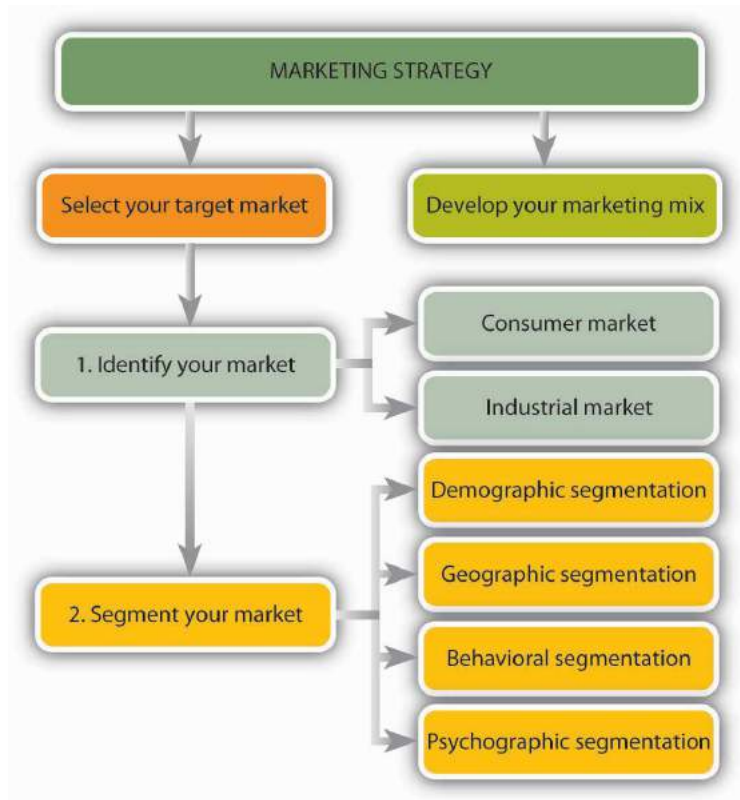 MARKETING STRATEGY
Select your target market
Develop your marketing mix
1. Identify your market
Consumer market
Industrial market
2. Segment your market
Demographic segmentation
Geographic segmentation
Behavioral segmentation
Psychographic segmentation